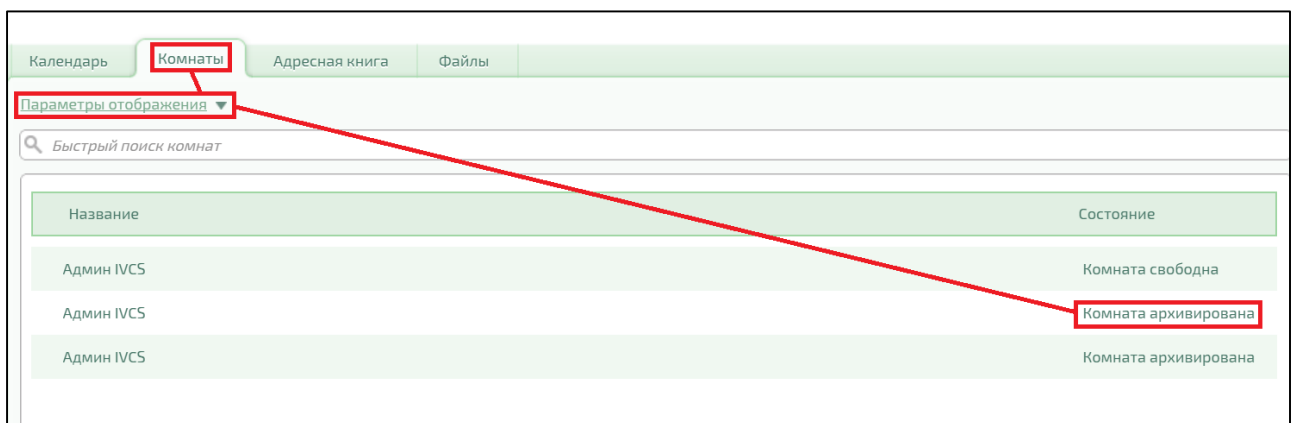 Календарь Комнаты Адресная книга Файлы
Параметры отображения
Быстрый поиск комнат
Название Состояние
Админ IVCS Комната свободна
Админ IVCS Комната архивирована
Админ IVCS Комната архивирована